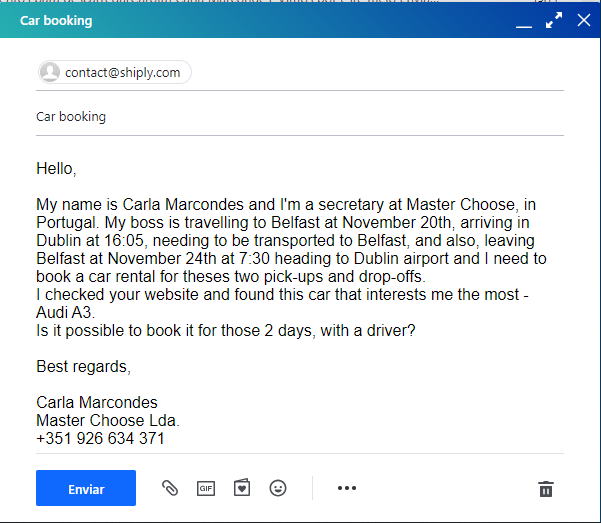 Car booking
contact@shiply.com
Car booking
Hello,
My name is Carla Marcondes and I'm a secretary at Master Choose, in
Portugal. My boss is travelling to Belfast at November 20th, arriving in
Dublin at 16:05, needing to be transported to Belfast, and also, leaving
Belfast at November 24th at 7:30 heading to Dublin airport and I need to
book a car rental for theses two pick-ups and drop-offs.
I checked your website and found this car that interests me the most -
Audi A3.
Is it possible to book it for those 2 days, with a driver?
Best regards,
Carla Marcondes
Master Choose Lda.
+351 926 634 371
Enviar
GIF